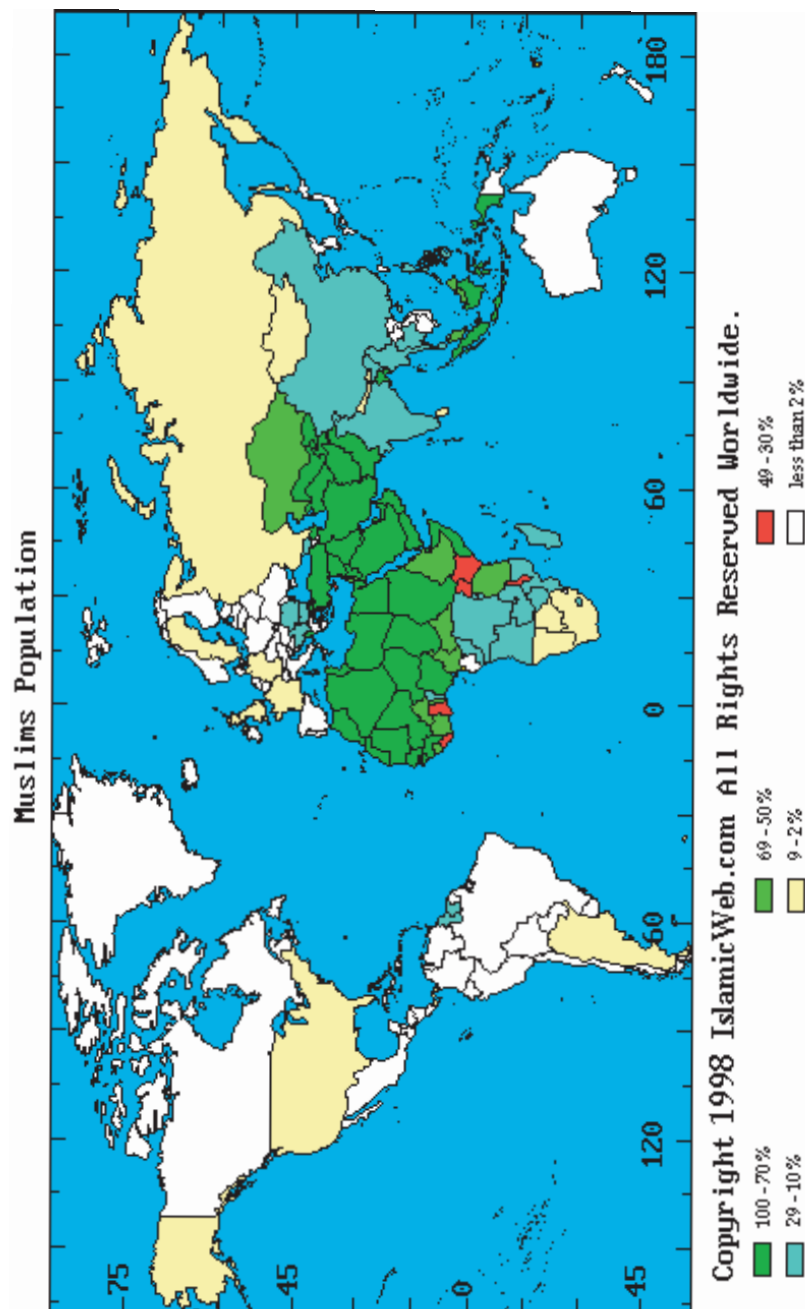 Muslims Population
75
45
0
45
120
60
0
60
120
180
Copyright 1998 IslamicWeb.com All Rights Reserved Worldwide.
100-70% 69-50% 49-30%
29-10% 9-2% less than 2%